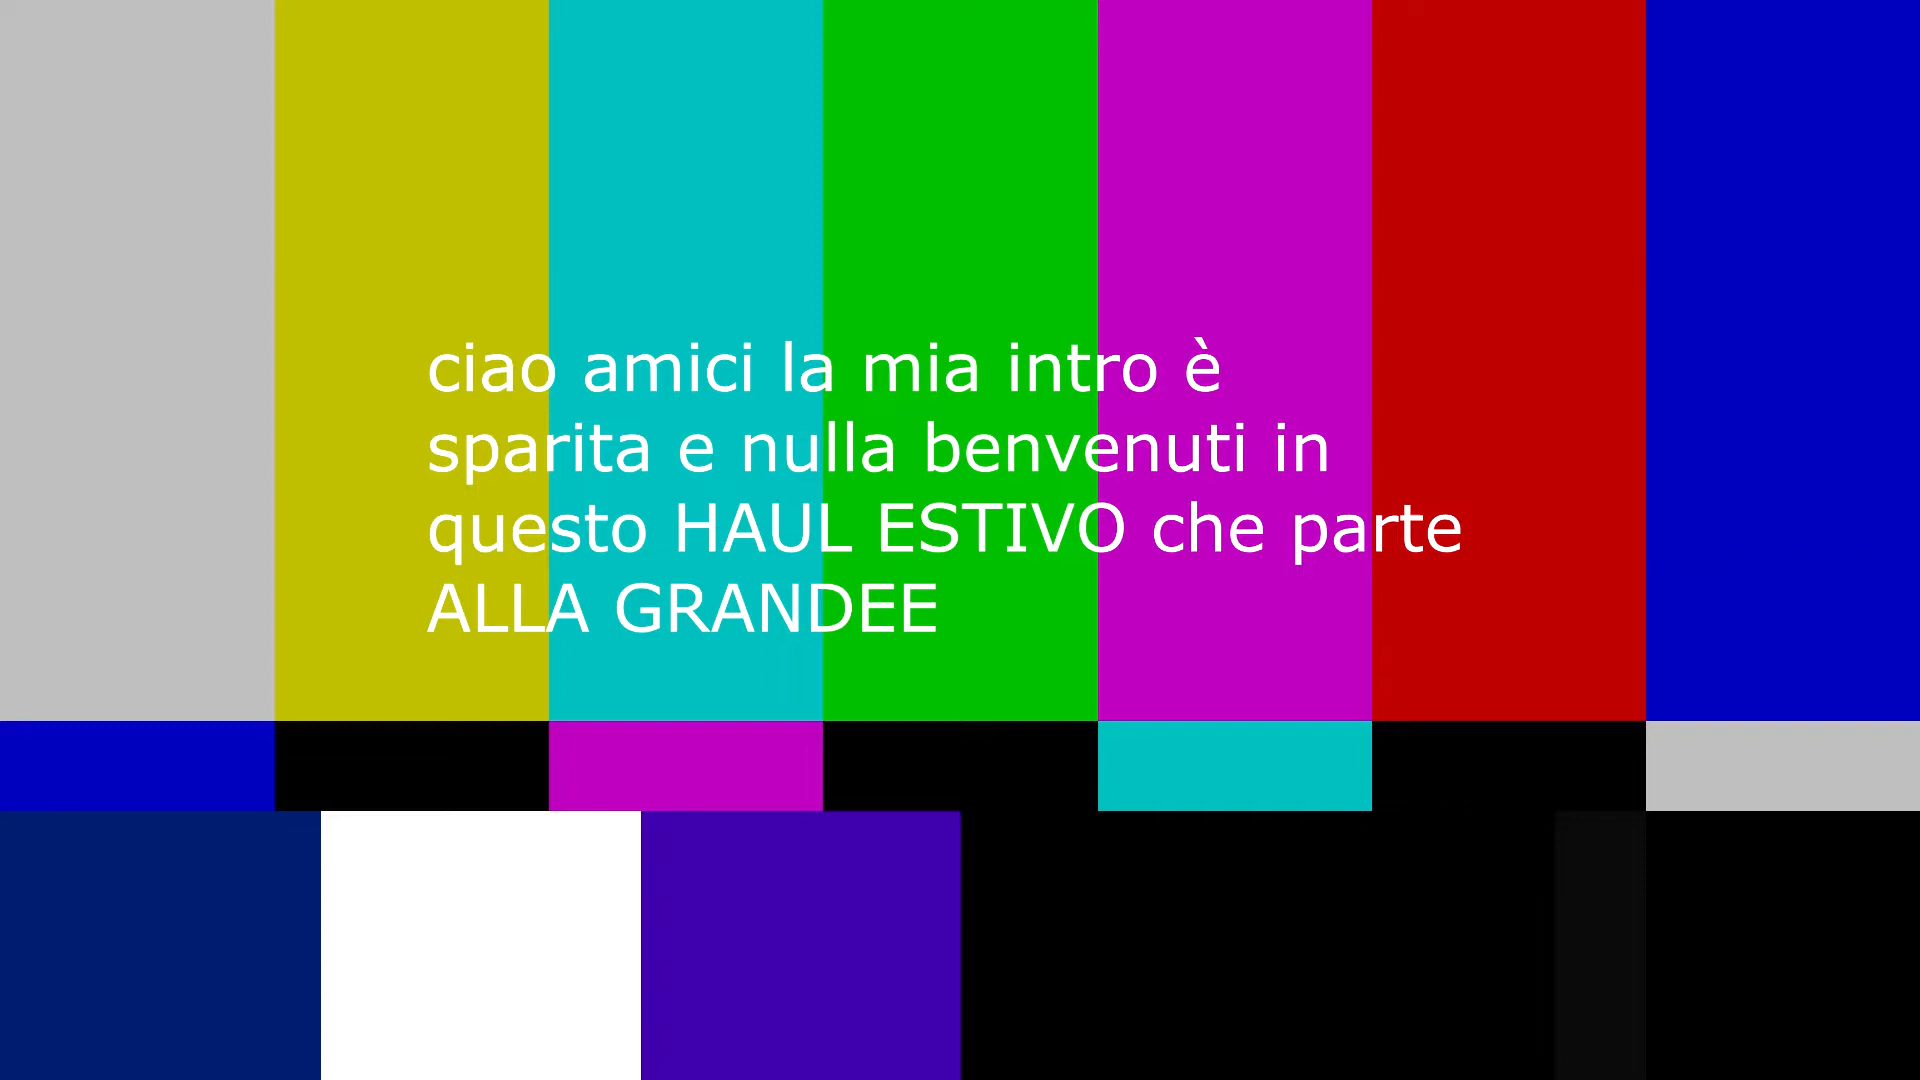 ciao amici la mia intro è
sparita e nulla benvenuti in
questo HAUL ESTIVO che parte
ALLA GRANDEE